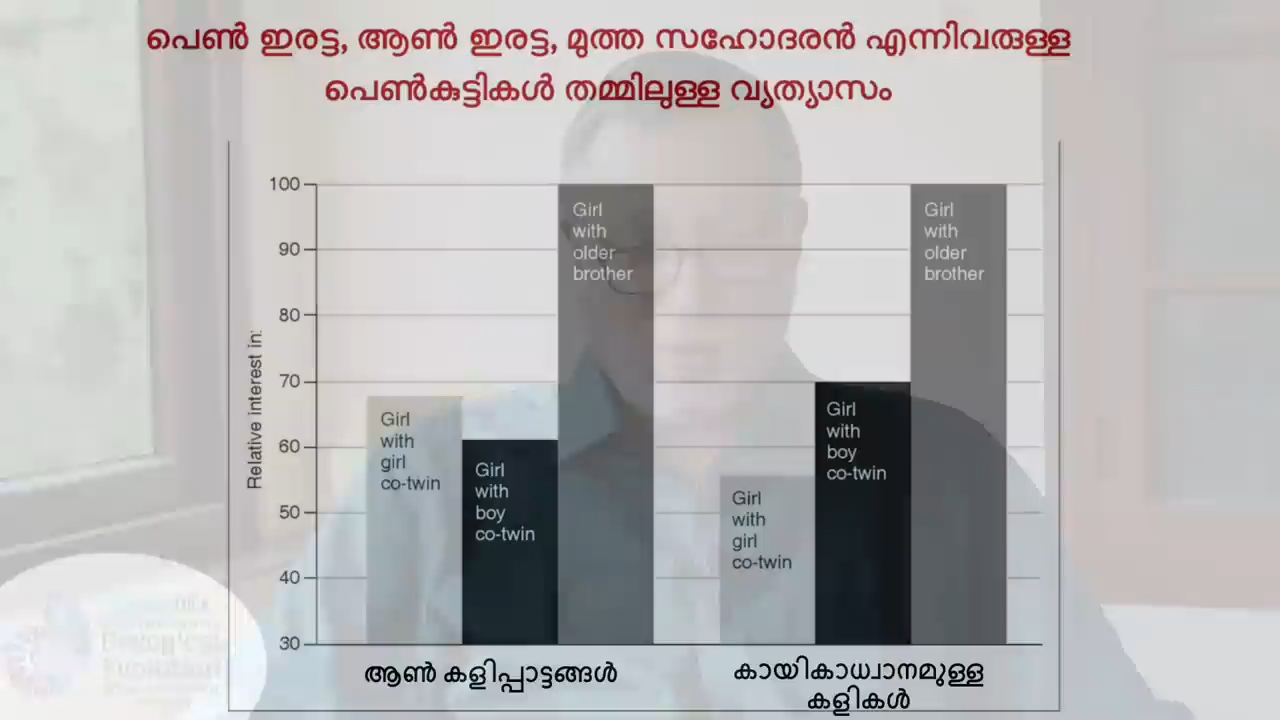 പെൺ ഇരട്ട, ആൺ ഇരട്ട, മുത്ത സഹോദരൻ എന്നിവരുള്ള
പെൺകുട്ടികൾ തമ്മിലുള്ള വ്യത്യാസം
Relative interest in:
100
90
80
70
60
50
40
30
Girl
with
girl
co-twin
Girl
with
boy
co-twin
Girl
with
older
brother
Girl
with
girl
co-twin
Girl
with
boy
co-twin
Girl
with
older
brother
ആൺ കളിപ്പാട്ടങ്ങൾ
കായികാധ്വാനമുള്ള
കളികൾ